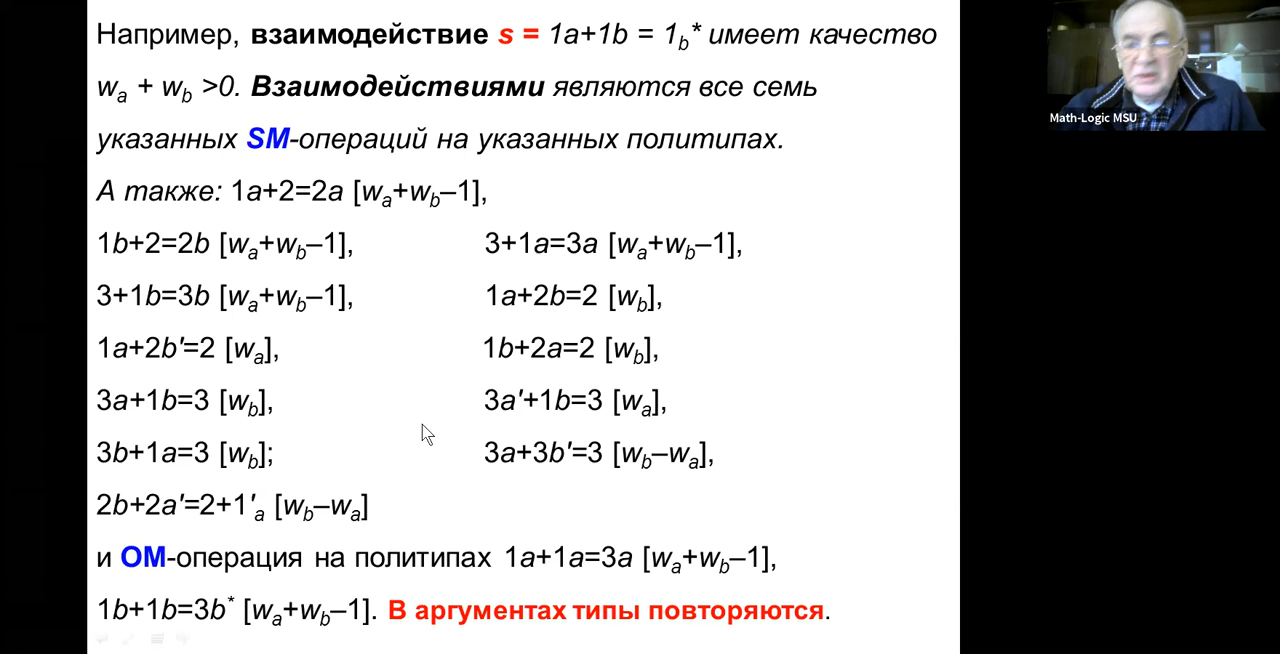 Например, взаимодействие s = 1a+1b = 1b* имеет качество
wa + wb >0. Взаимодействиями являются все семь
указанных SM-операций на указанных политипах.
А также: 1a+2=2a [wa+wb–1],
1b+2=2b [wa+wb–1], 3+1a=3a [wa+wb–1],
3+1b=3b [wa+wb–1], 1a+2b=2 [wb],
1a+2b'=2 [wa], 1b+2a=2 [wb],
3a+1b=3 [wb], 3a'+1b=3 [wa],
3b+1a=3 [wb]; 3a+3b'=3 [wb–wa],
2b+2a'=2+1'a [wb–wa]
и OM-операция на политипах 1a+1a=3a [wa+wb–1],
1b+1b=3b* [wa+wb–1]. В аргументах типы повторяются.
Math-Logic MSU